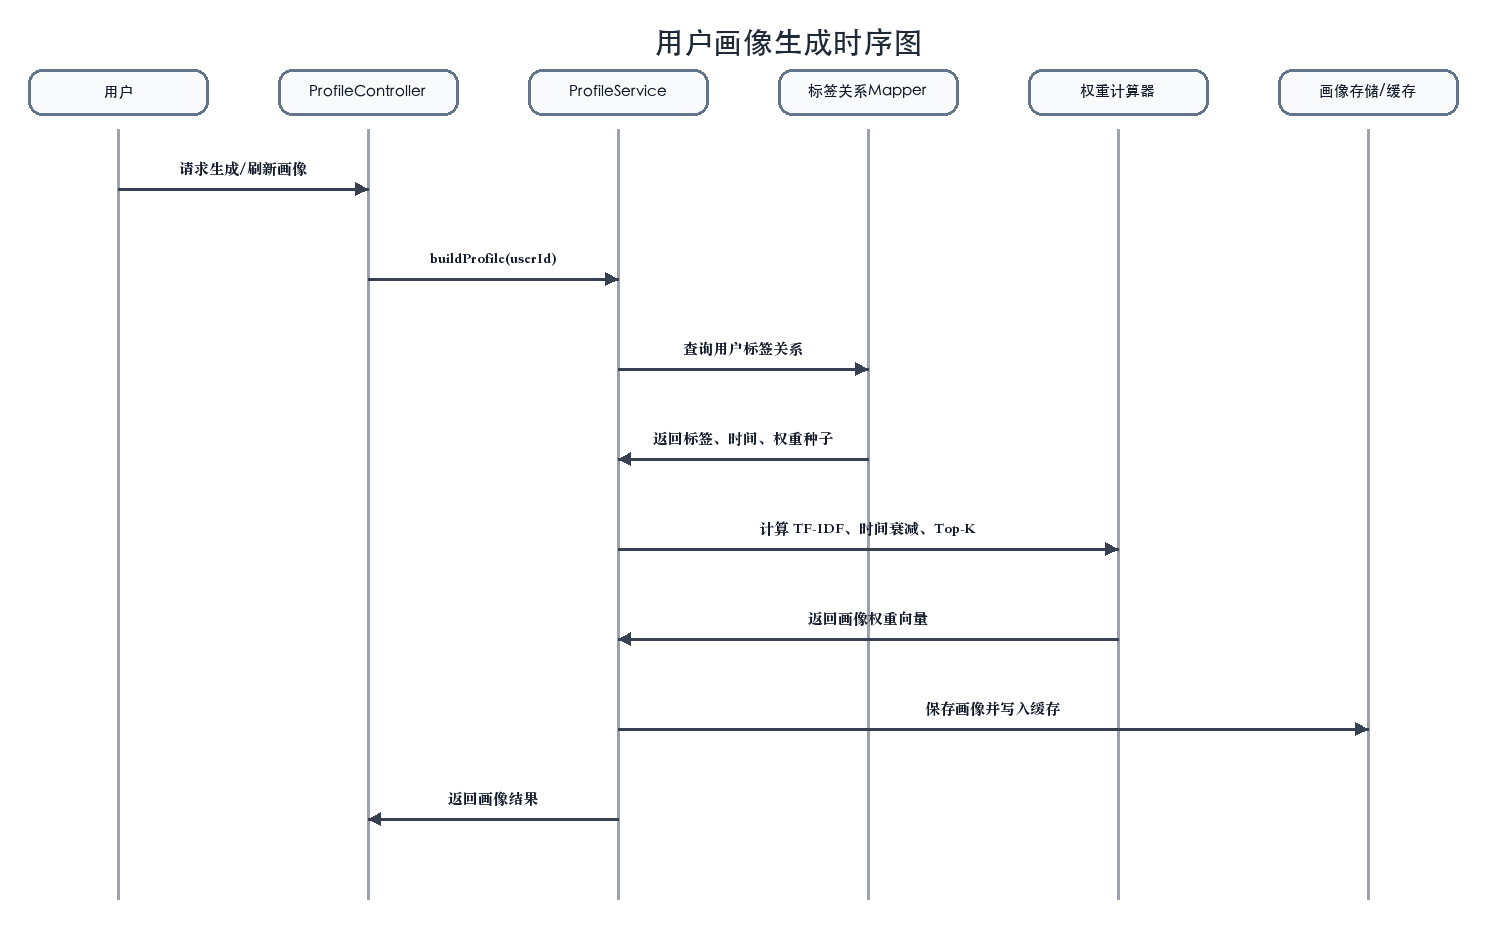 用户画像生成时序图
用户
ProfileController
ProfileService
标签关系Mapper
权重计算器
画像存储/缓存
请求生成/刷新画像
buildProfile(userId)
查询用户标签关系
返回标签、时间、权重种子
计算 TF-IDF、时间衰减、Top-K
返回画像权重向量
保存画像并写入缓存
返回画像结果